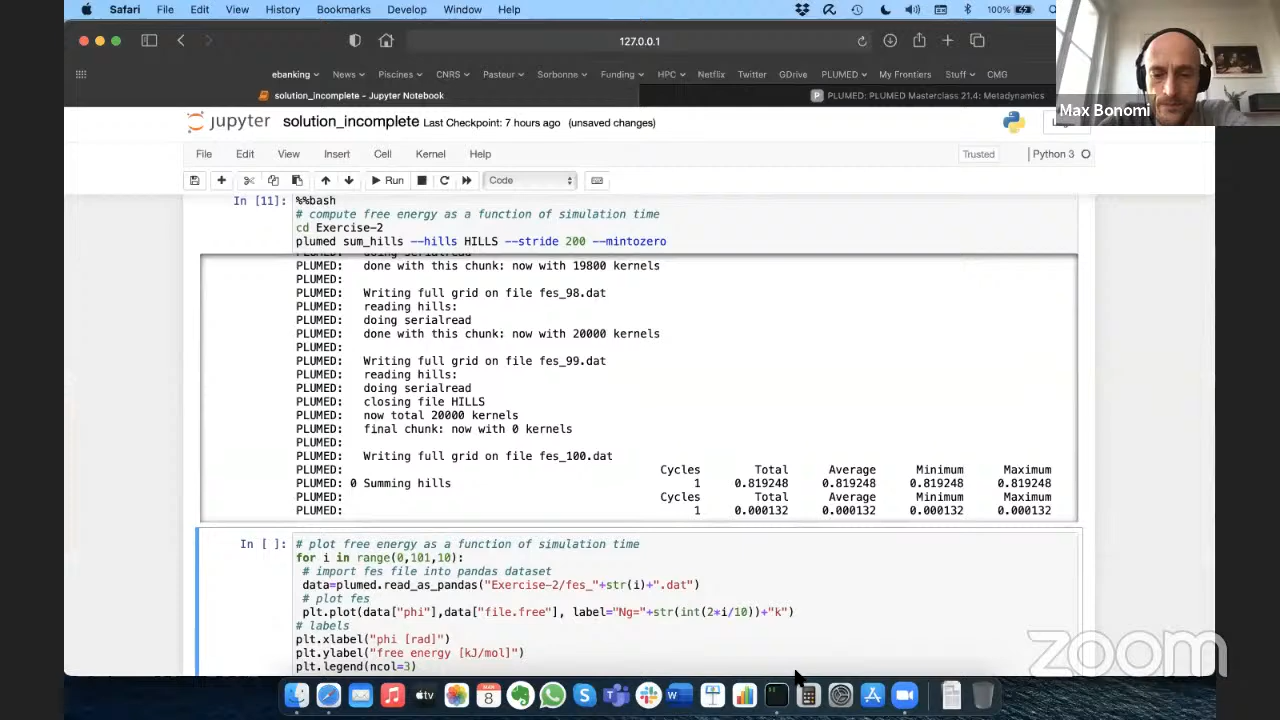 Safari File Edit View History Bookmarks Develop Window Help 100%
127.0.0.1
ebanking News Piscines CNRS Pasteur Sorbonne Funding HPC Netflix Twitter GDrive PLUMED My Frontiers Stuff CMG
solution_incomplete - Jupyter Notebook
P PLUMED: PLUMED Masterclass 21.4: Metadynamics
Max Bonomi
jupyter solution_incomplete Last Checkpoint: 7 hours ago (unsaved changes)
File Edit View Insert Cell Kernel Help Trusted Python 3
Run Code
In [11]: %%bash
# compute free energy as a function of simulation time
cd Exercise-2
plumed sum_hills --hills HILLS --stride 200 --mintozero
PLUMED: doing serialread
PLUMED: done with this chunk: now with 19800 kernels
PLUMED:
PLUMED: Writing full grid on file fes_98.dat
PLUMED: reading hills:
PLUMED: doing serialread
PLUMED: done with this chunk: now with 20000 kernels
PLUMED:
PLUMED: Writing full grid on file fes_99.dat
PLUMED: reading hills:
PLUMED: doing serialread
PLUMED: closing file HILLS
PLUMED: now total 20000 kernels
PLUMED: final chunk: now with 0 kernels
PLUMED:
PLUMED: Writing full grid on file fes_100.dat
PLUMED: Cycles Total Average Minimum Maximum
PLUMED: 0 Summing hills 1 0.819248 0.819248 0.819248 0.819248
PLUMED: Cycles Total Average Minimum Maximum
PLUMED: 1 0.000132 0.000132 0.000132 0.000132
In [ ]: # plot free energy as a function of simulation time
for i in range(0,101,10):
# import fes file into pandas dataset
data=plumed.read_as_pandas("Exercise-2/fes_"+str(i)+".dat")
# plot fes
plt.plot(data["phi"],data["file.free"], label="Ng="+str(int(2*i/10))+"k")
# labels
plt.xlabel("phi [rad]")
plt.ylabel("free energy [kJ/mol]")
plt.legend(ncol=3)
zoom
tv
MAR
8